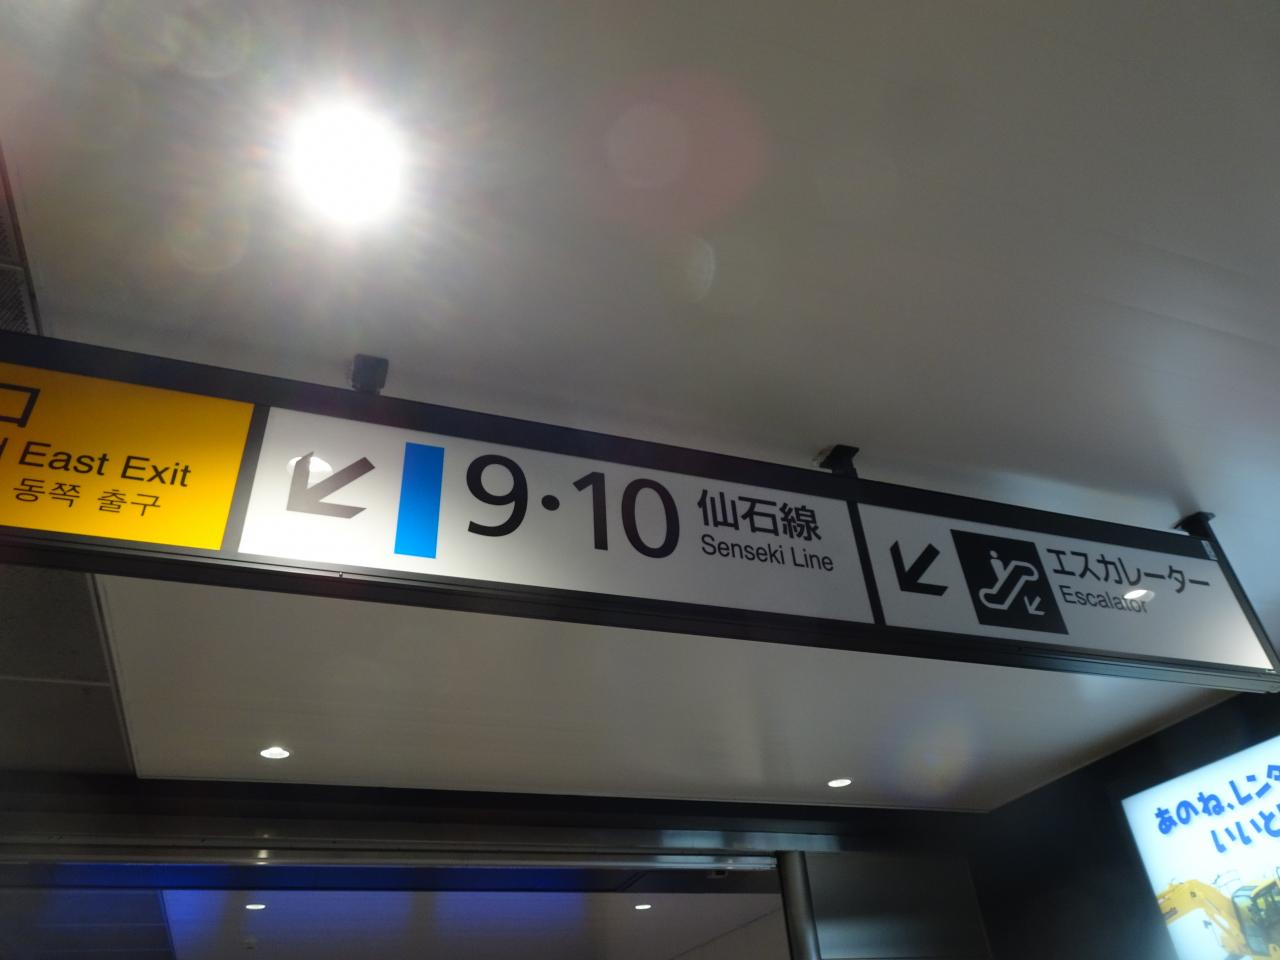 East Exit
동쪽 출구
9・10
仙石線
Senseki Line
エスカレーター
Escalator
あのね、レンタ
いいと